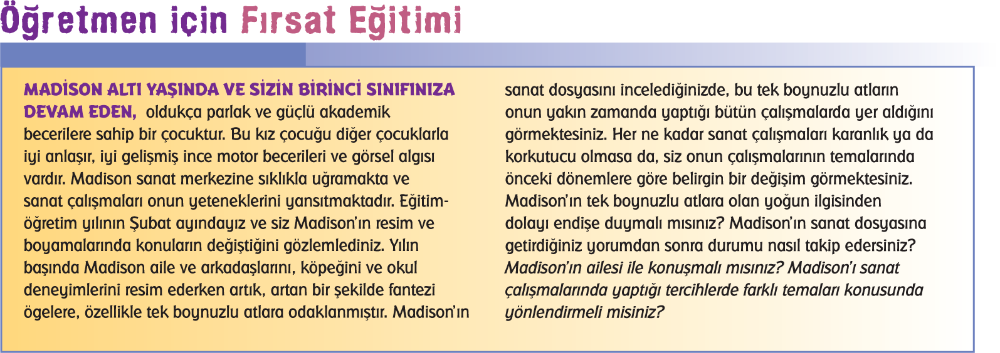 Öğretmen için Fırsat Eğitimi
MADİSON ALTI YAŞINDA VE SİZİN BİRİNCİ SINIFINIZA
DEVAM EDEN, oldukça parlak ve güçlü akademik
becerilere sahip bir çocuktur. Bu kız çocuğu diğer çocuklarla
iyi anlaşır, iyi gelişmiş ince motor becerileri ve görsel algısı
vardır. Madison sanat merkezine sıklıkla uğramakta ve
sanat çalışmaları onun yeteneklerini yansıtmaktadır. Eğitim-
öğretim yılının Şubat ayındayız ve siz Madison’ın resim ve
boyamalarında konuların değiştiğini gözlemlediniz. Yılın
başında Madison aile ve arkadaşlarını, köpeğini ve okul
deneyimlerini resim ederken artık, artan bir şekilde fantezi
ögelere, özellikle tek boynuzlu atlara odaklanmıştır. Madison’ın
sanat dosyasını incelediğinizde, bu tek boynuzlu atların
onun yakın zamanda yaptığı bütün çalışmalarda yer aldığını
görmektesiniz. Her ne kadar sanat çalışmaları karanlık ya da
korkutucu olmasa da, siz onun çalışmalarının temalarında
önceki dönemlere göre belirgin bir değişim görmektesiniz.
Madison’ın tek boynuzlu atlara olan yoğun ilgisinden
dolayı endişe duymalı mısınız? Madison’ın sanat dosyasına
getirdiğiniz yorumdan sonra durumu nasıl takip edersiniz?
Madison’ın ailesi ile konuşmalı mısınız? Madison’ı sanat
çalışmalarında yaptığı tercihlerde farklı temaları konusunda
yönlendirmeli misiniz?